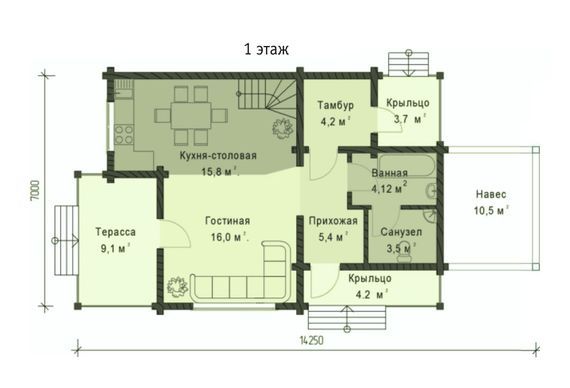 1 этаж
Тамбур
4,2 м²
Крыльцо
3.7 м²
Кухня-столовая
15,8 м².
Ванная
4,12 м²
Навес
10,5 м²
Терасса
9,1 м²
Гостиная
16,0 м².
Прихожая
5,4 м²
Санузел
3,5 м²
Крыльцо
4.2 м²
7000
14250